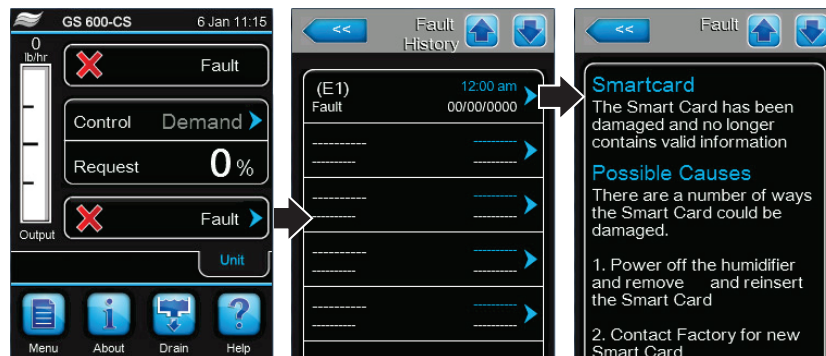 GS 600-CS
6 Jan 11:15
0
lb/hr
Fault
Control
Demand
Request
0 %
Fault
Output
Unit
Menu
About
Drain
Help
<<
Fault
History
(E1)
12:00 am
Fault
00/00/0000
---------- ----------
---------- ----------
---------- ----------
---------- ----------
---------- ----------
---------- ----------
---------- ----------
---------- ----------
<<
Fault
Smartcard
The Smart Card has been
damaged and no longer
contains valid information
Possible Causes
There are a number of ways
the Smart Card could be
damaged.
1. Power off the humidifier
and remove and reinsert
the Smart Card
2. Contact Factory for new
Smart Card